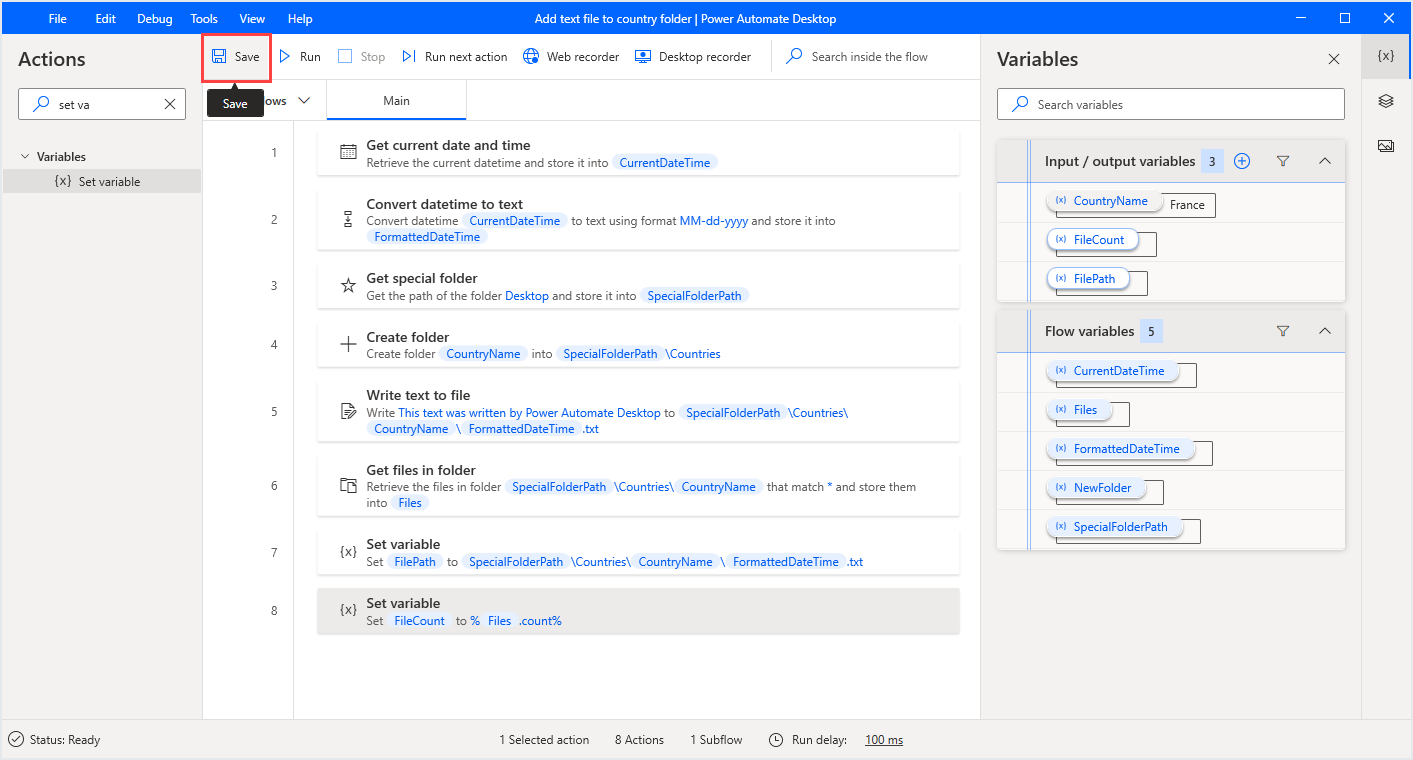 File Edit Debug Tools View Help Add text file to country folder | Power Automate Desktop
Actions
set va
Variables
{x} Set variable
Save Run Stop Run next action Web recorder Desktop recorder Search inside the flow
Save
ows Main
1 Get current date and time
Retrieve the current datetime and store it into CurrentDateTime
2 Convert datetime to text
Convert datetime CurrentDateTime to text using format MM-dd-yyyy and store it into
FormattedDateTime
3 Get special folder
Get the path of the folder Desktop and store it into SpecialFolderPath
4 Create folder
Create folder CountryName into SpecialFolderPath \Countries
5 Write text to file
Write This text was written by Power Automate Desktop to SpecialFolderPath \Countries\
CountryName \ FormattedDateTime .txt
6 Get files in folder
Retrieve the files in folder SpecialFolderPath \Countries\ CountryName that match * and store them
into Files
7 {x} Set variable
Set FilePath to SpecialFolderPath \Countries\ CountryName \ FormattedDateTime .txt
8 {x} Set variable
Set FileCount to % Files .count%
Variables
{x}
Search variables
Input / output variables 3
(x) CountryName France
(x) FileCount
(x) FilePath
Flow variables 5
(x) CurrentDateTime
(x) Files
(x) FormattedDateTime
(x) NewFolder
(x) SpecialFolderPath
Status: Ready 1 Selected action 8 Actions 1 Subflow Run delay: 100 ms